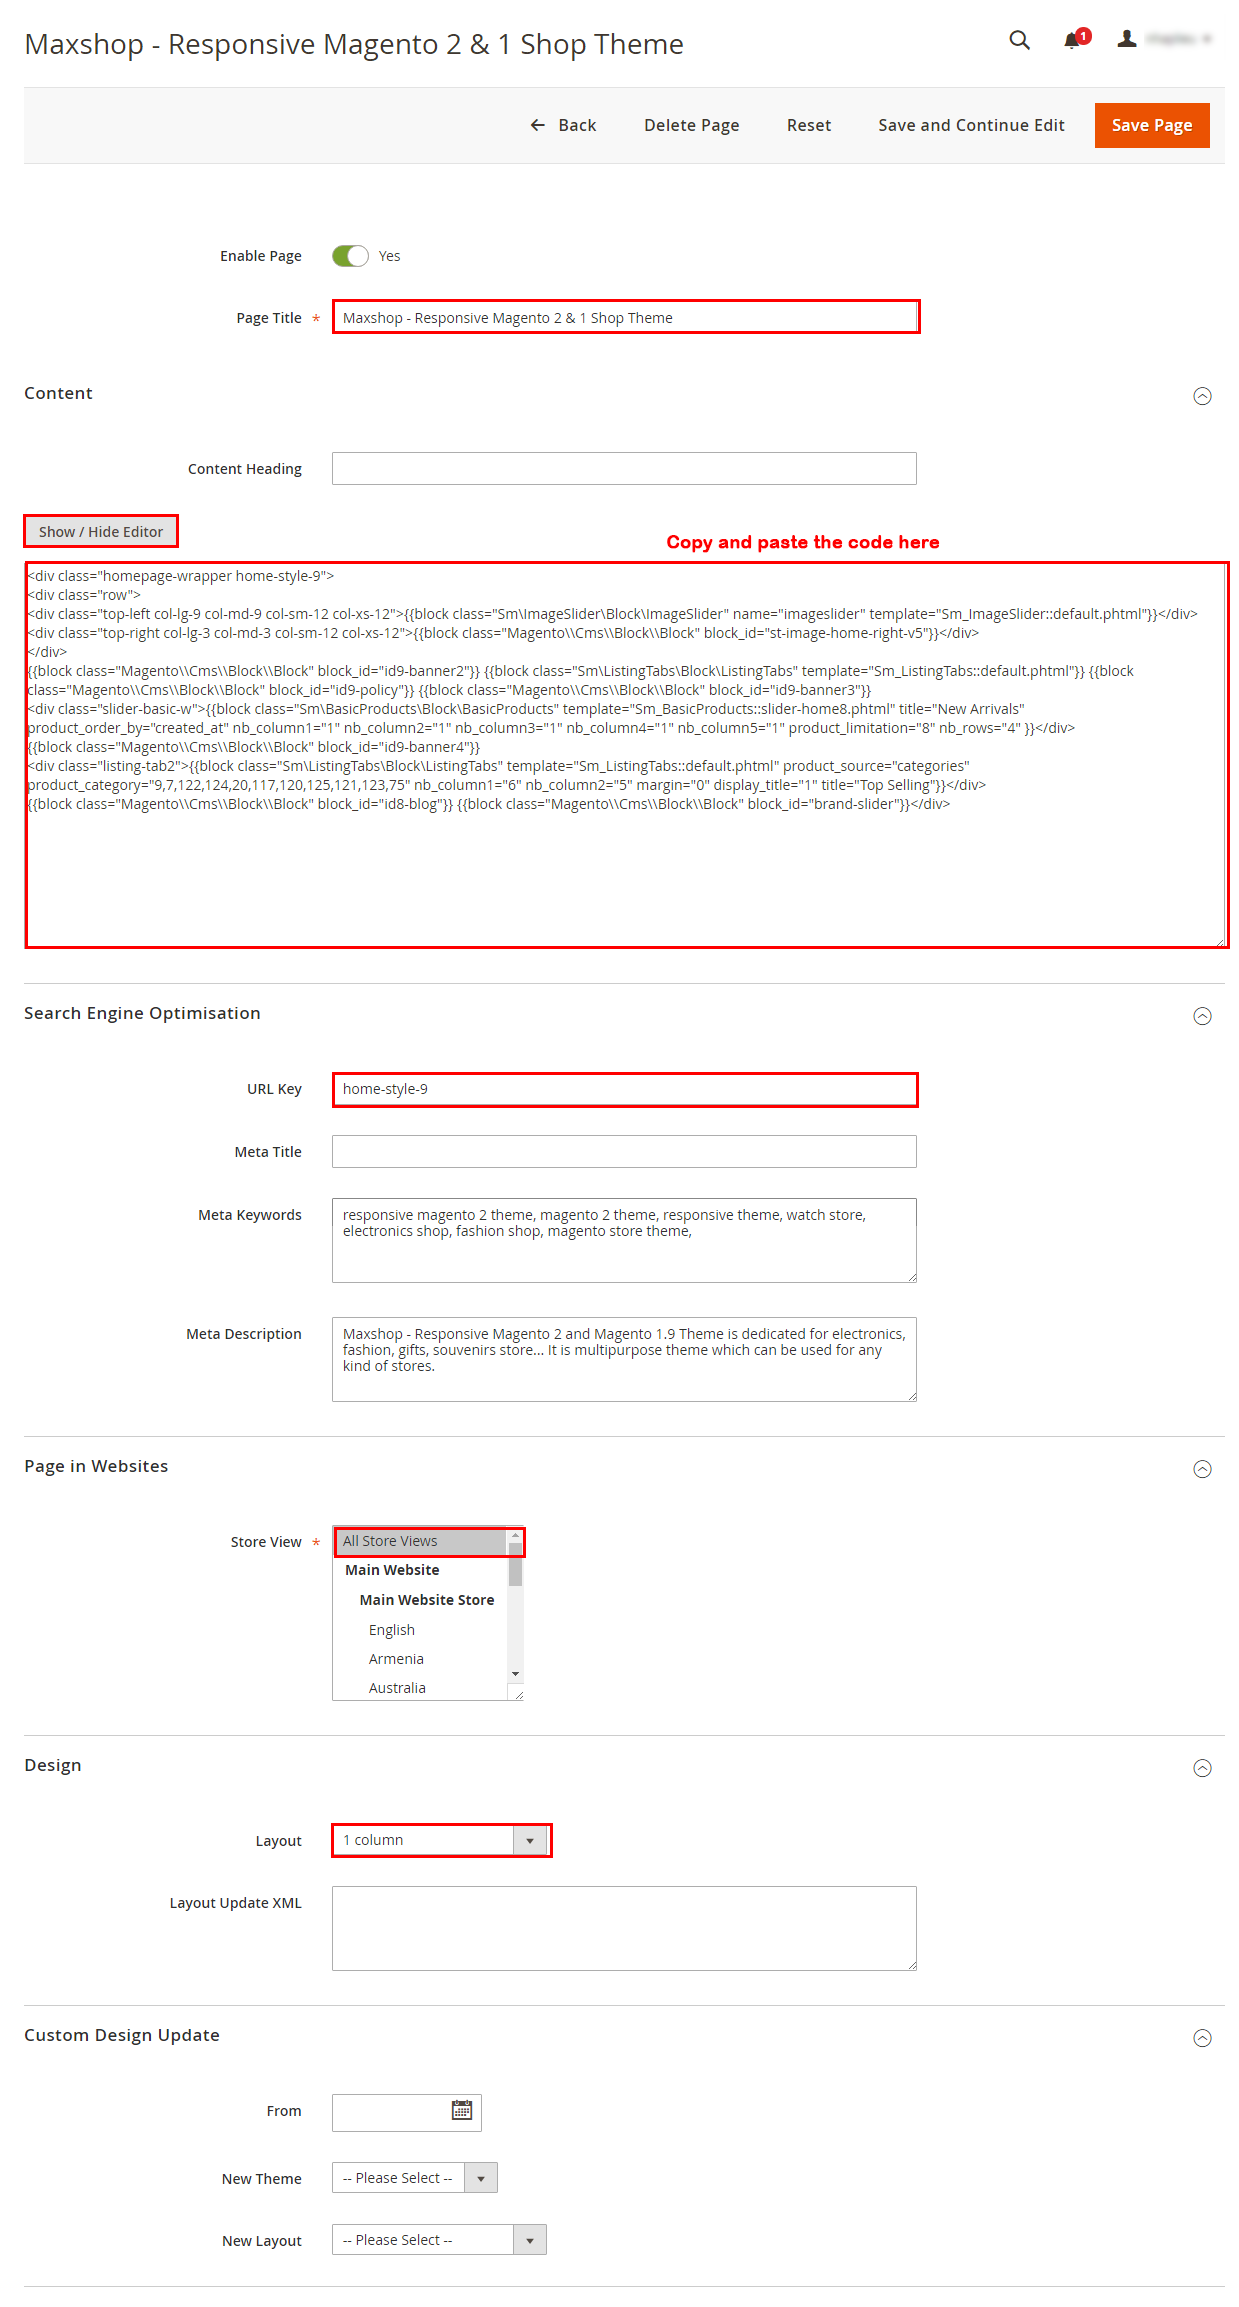 Maxshop - Responsive Magento 2 & 1 Shop Theme
1
← Back Delete Page Reset Save and Continue Edit Save Page
Enable Page Yes
Page Title * Maxshop - Responsive Magento 2 & 1 Shop Theme
Content
Content Heading
Show / Hide Editor
Copy and paste the code here
<div class="homepage-wrapper home-style-9">
<div class="row">
<div class="top-left col-lg-9 col-md-9 col-sm-12 col-xs-12">{{block class="Sm\ImageSlider\Block\ImageSlider" name="imageslider" template="Sm_ImageSlider::default.phtml"}}</div>
<div class="top-right col-lg-3 col-md-3 col-sm-12 col-xs-12">{{block class="Magento\\Cms\\Block\\Block" block_id="st-image-home-right-v5"}}</div>
</div>
{{block class="Magento\\Cms\\Block\\Block" block_id="id9-banner2"}} {{block class="Sm\ListingTabs\Block\ListingTabs" template="Sm_ListingTabs::default.phtml"}} {{block
class="Magento\\Cms\\Block\\Block" block_id="id9-policy"}} {{block class="Magento\\Cms\\Block\\Block" block_id="id9-banner3"}}
<div class="slider-basic-w">{{block class="Sm\BasicProducts\Block\BasicProducts" template="Sm_BasicProducts::slider-home8.phtml" title="New Arrivals"
product_order_by="created_at" nb_column1="1" nb_column2="1" nb_column3="1" nb_column4="1" nb_column5="1" product_limitation="8" nb_rows="4" }}</div>
{{block class="Magento\\Cms\\Block\\Block" block_id="id9-banner4"}}
<div class="listing-tab2">{{block class="Sm\ListingTabs\Block\ListingTabs" template="Sm_ListingTabs::default.phtml" product_source="categories"
product_category="9,7,122,124,20,117,120,125,121,123,75" nb_column1="6" nb_column2="5" margin="0" display_title="1" title="Top Selling"}}</div>
{{block class="Magento\\Cms\\Block\\Block" block_id="id8-blog"}} {{block class="Magento\\Cms\\Block\\Block" block_id="brand-slider"}}</div>
Search Engine Optimisation
URL Key home-style-9
Meta Title
Meta Keywords responsive magento 2 theme, magento 2 theme, responsive theme, watch store,
electronics shop, fashion shop, magento store theme,
Meta Description Maxshop - Responsive Magento 2 and Magento 1.9 Theme is dedicated for electronics,
fashion, gifts, souvenirs store... It is multipurpose theme which can be used for any
kind of stores.
Page in Websites
Store View * All Store Views
Main Website
Main Website Store
English
Armenia
Australia
Design
Layout 1 column
Layout Update XML
Custom Design Update
From
New Theme -- Please Select --
New Layout -- Please Select --